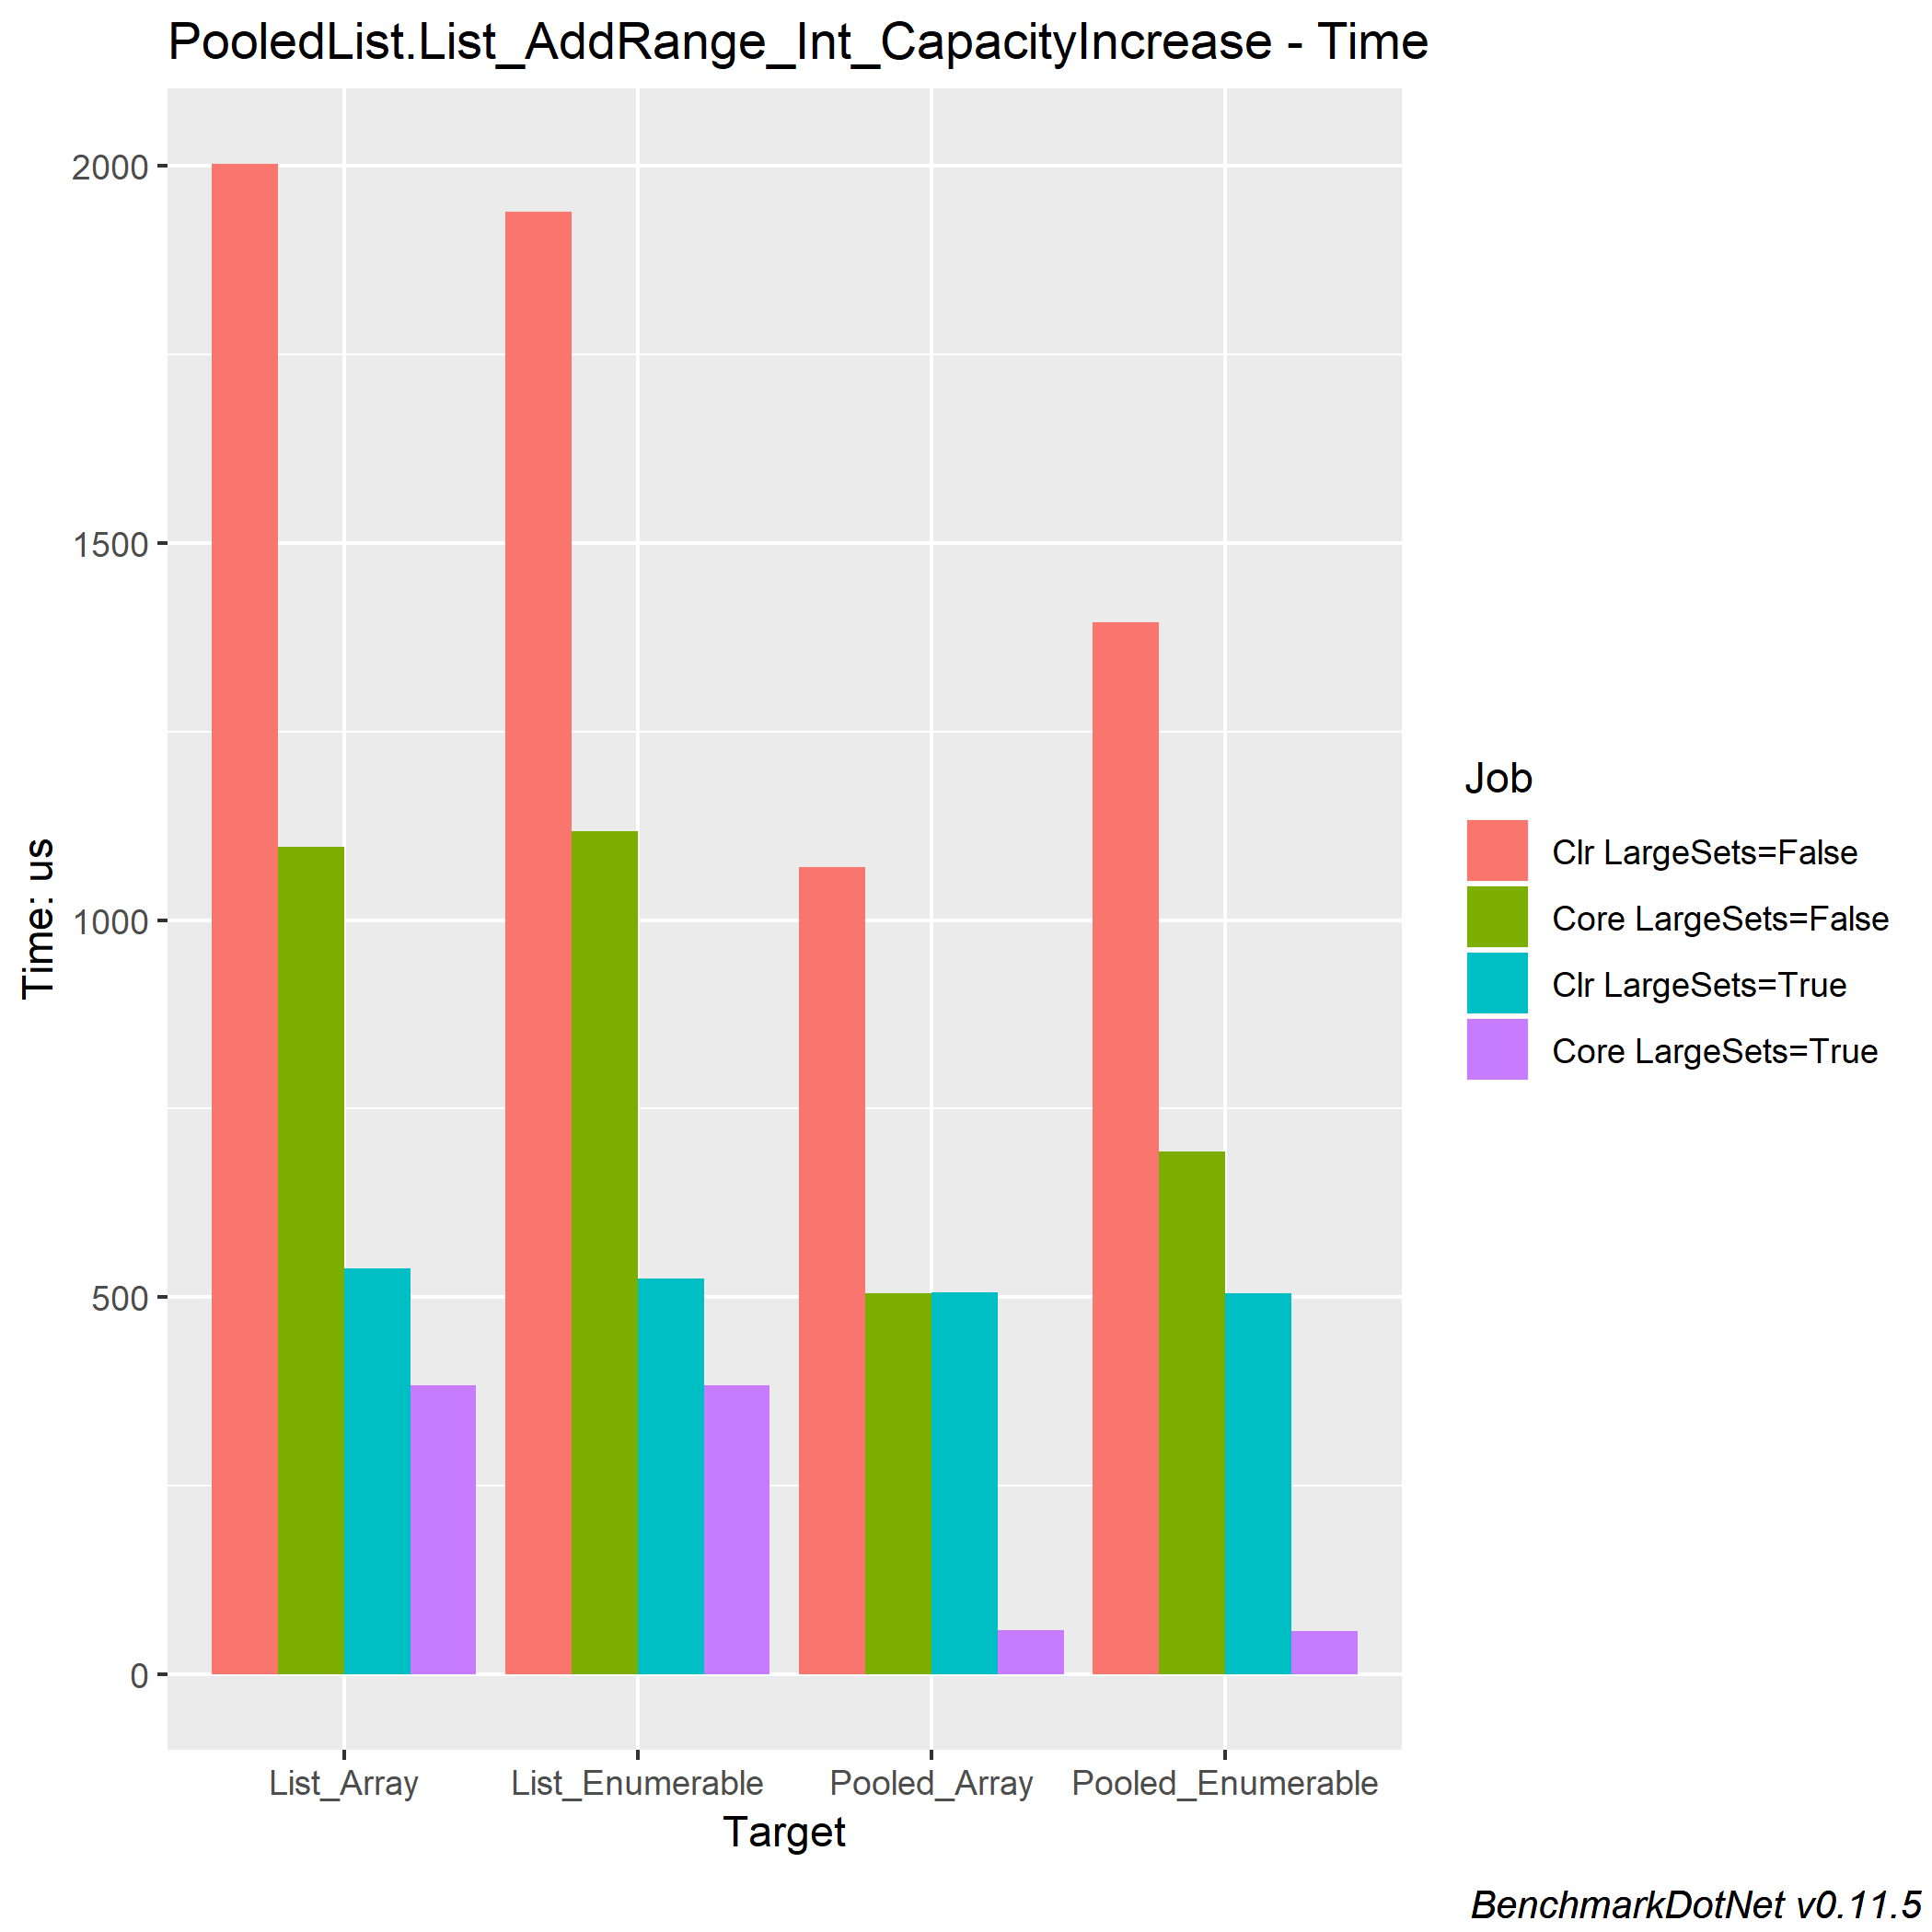 PooledList.List_AddRange_Int_CapacityIncrease - Time
2000
1500
1000
500
0
Time: us
List_Array
List_Enumerable
Pooled_Array
Pooled_Enumerable
Target
Job
Clr LargeSets=False
Core LargeSets=False
Clr LargeSets=True
Core LargeSets=True
BenchmarkDotNet v0.11.5